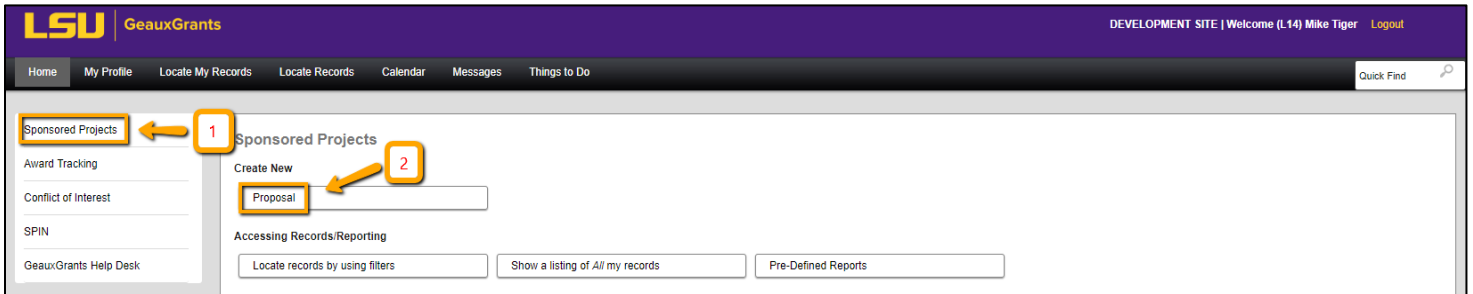 LSU GeauxGrants
DEVELOPMENT SITE | Welcome (L14) Mike Tiger Logout
Home My Profile Locate My Records Locate Records Calendar Messages Things to Do
Quick Find
Sponsored Projects
1
Award Tracking
Conflict of Interest
SPIN
GeauxGrants Help Desk
Sponsored Projects
Create New
2
Proposal
Accessing Records/Reporting
Locate records by using filters Show a listing of All my records Pre-Defined Reports